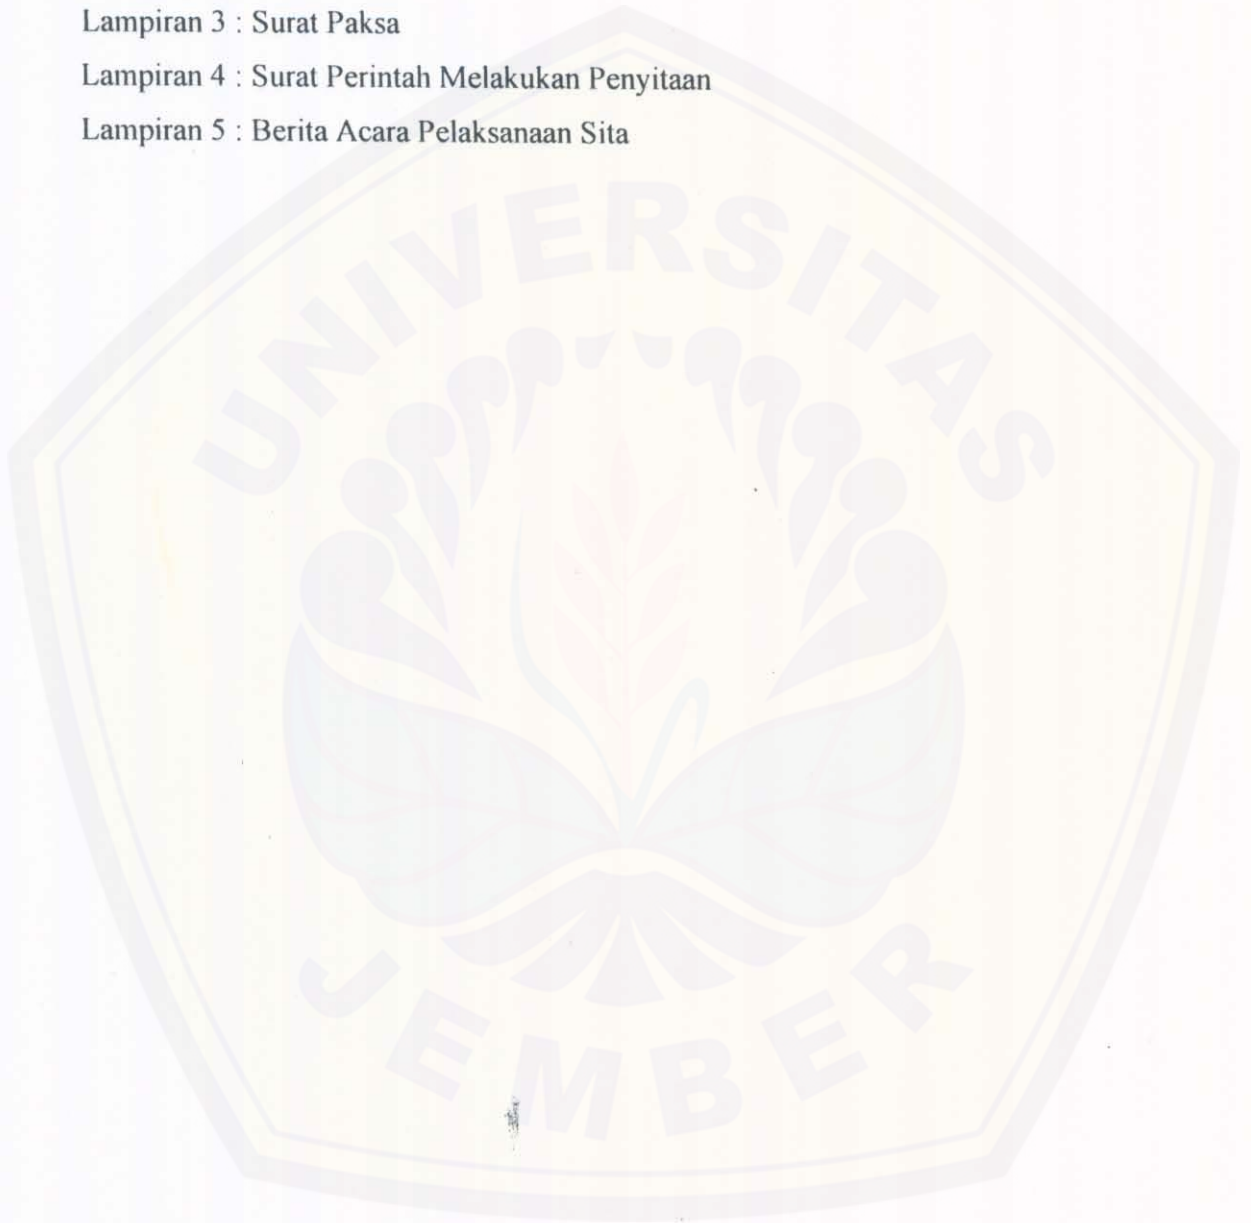 Lampiran 3 : Surat Paksa
Lampiran 4 : Surat Perintah Melakukan Penyitaan
Lampiran 5 : Berita Acara Pelaksanaan Sita
UNIVERSITAS
JEMBER